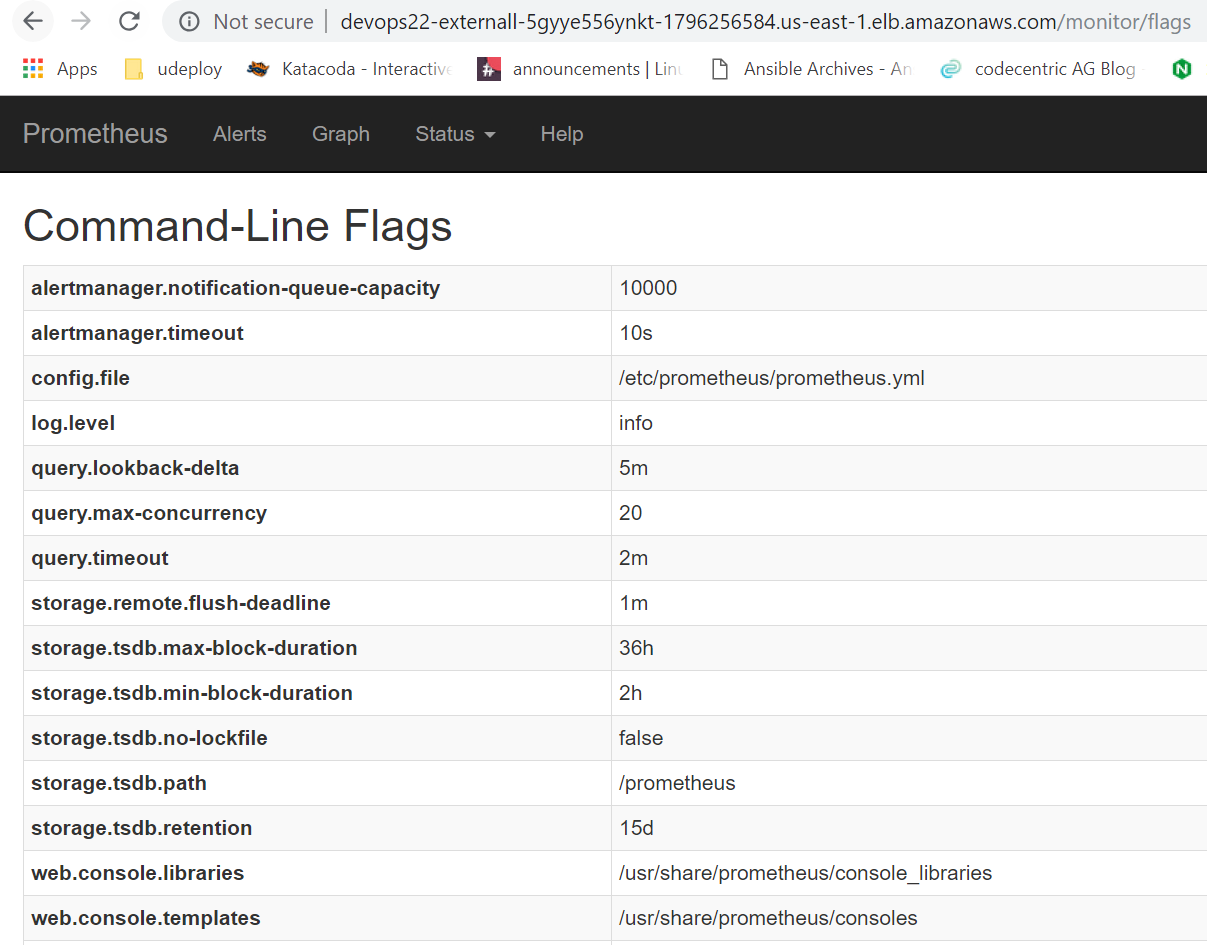 Not secure | devops22-externall-5gyye556ynkt-1796256584.us-east-1.elb.amazonaws.com/monitor/flags
Apps udeploy Katacoda - Interactive announcements | Linu Ansible Archives - An codecentric AG Blog
Prometheus Alerts Graph Status Help
Command-Line Flags
alertmanager.notification-queue-capacity 10000
alertmanager.timeout 10s
config.file /etc/prometheus/prometheus.yml
log.level info
query.lookback-delta 5m
query.max-concurrency 20
query.timeout 2m
storage.remote.flush-deadline 1m
storage.tsdb.max-block-duration 36h
storage.tsdb.min-block-duration 2h
storage.tsdb.no-lockfile false
storage.tsdb.path /prometheus
storage.tsdb.retention 15d
web.console.libraries /usr/share/prometheus/console_libraries
web.console.templates /usr/share/prometheus/consoles